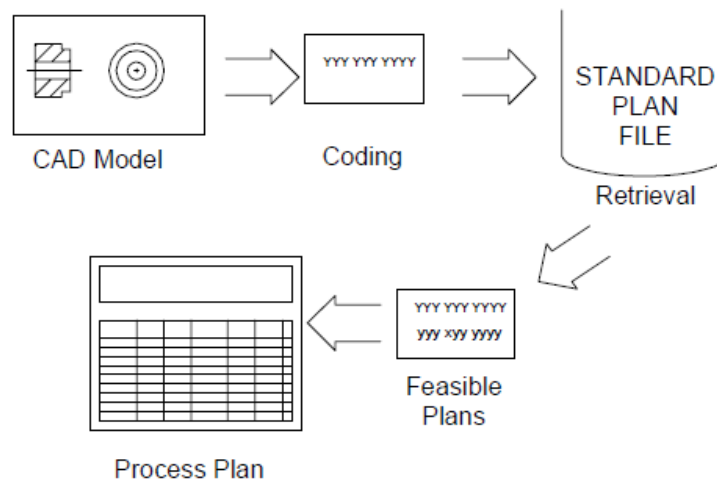 YYY YYY YYYY
STANDARD
PLAN
FILE
CAD Model
Coding
Retrieval
YYY YYY YYYY
yyy xyy yyyy
Feasible
Plans
Process Plan